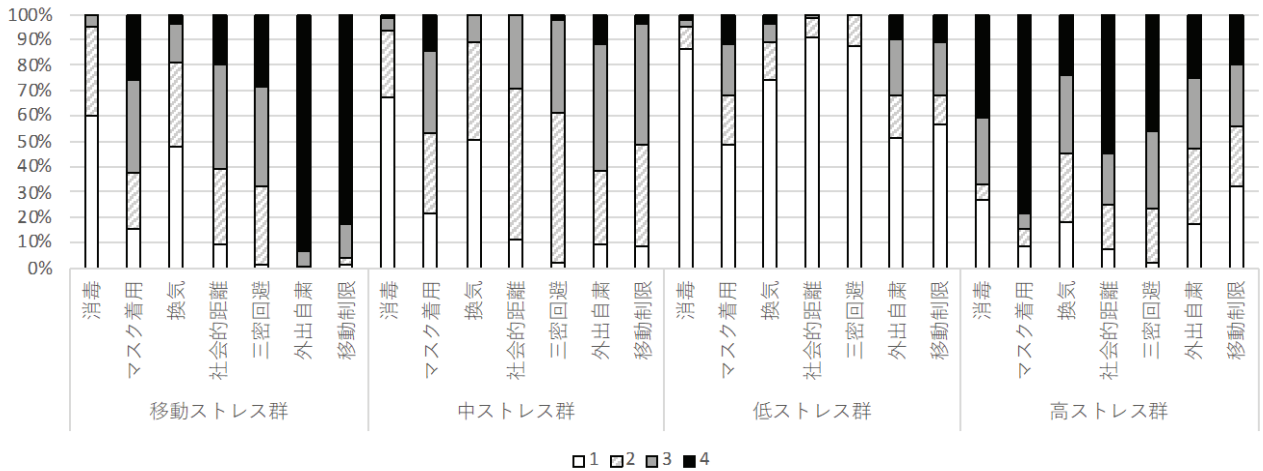 100%
90%
80%
70%
60%
50%
40%
30%
20%
10%
0%
消毒
マスク着用
換気
社会的距離
三密回避
外出自粛
移動制限
消毒
マスク着用
換気
社会的距離
三密回避
外出自粛
移動制限
消毒
マスク着用
換気
社会的距離
三密回避
外出自粛
移動制限
消毒
マスク着用
換気
社会的距離
三密回避
外出自粛
移動制限
移動ストレス群 中ストレス群 低ストレス群 高ストレス群
1 2 3 4